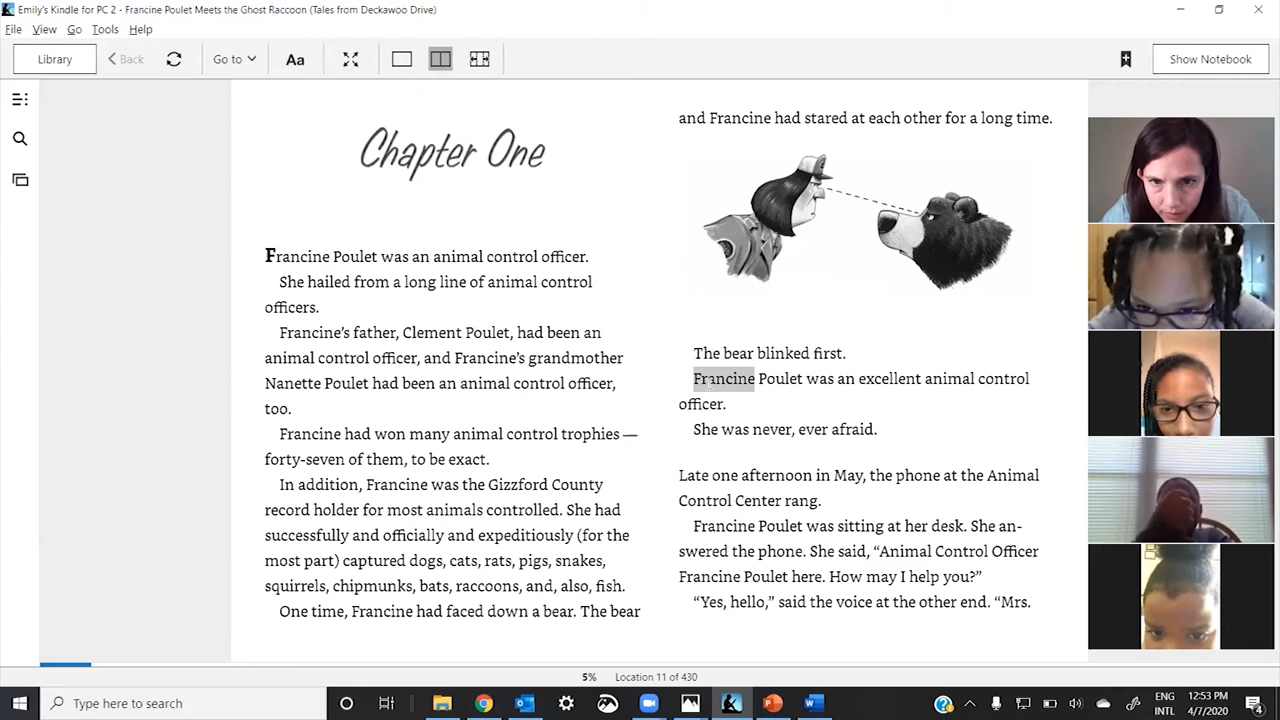 Emily's Kindle for PC 2 - Francine Poulet Meets the Ghost Raccoon (Tales from Deckawoo Drive)
File View Go Tools Help
Library Back Go to Aa Show Notebook
Chapter One
Francine Poulet was an animal control officer.
She hailed from a long line of animal control
officers.
Francine's father, Clement Poulet, had been an
animal control officer, and Francine's grandmother
Nanette Poulet had been an animal control officer,
too.
Francine had won many animal control trophies —
forty-seven of them, to be exact.
In addition, Francine was the Gizzford County
record holder for most animals controlled. She had
successfully and officially and expeditiously (for the
most part) captured dogs, cats, rats, pigs, snakes,
squirrels, chipmunks, bats, raccoons, and, also, fish.
One time, Francine had faced down a bear. The bear
and Francine had stared at each other for a long time.
The bear blinked first.
Francine Poulet was an excellent animal control
officer.
She was never, ever afraid.
Late one afternoon in May, the phone at the Animal
Control Center rang.
Francine Poulet was sitting at her desk. She an-
swered the phone. She said, “Animal Control Officer
Francine Poulet here. How may I help you?”
“Yes, hello,” said the voice at the other end. “Mrs.
5% Location 11 of 430
Type here to search
ENG
INTL
12:53 PM
4/7/2020
4